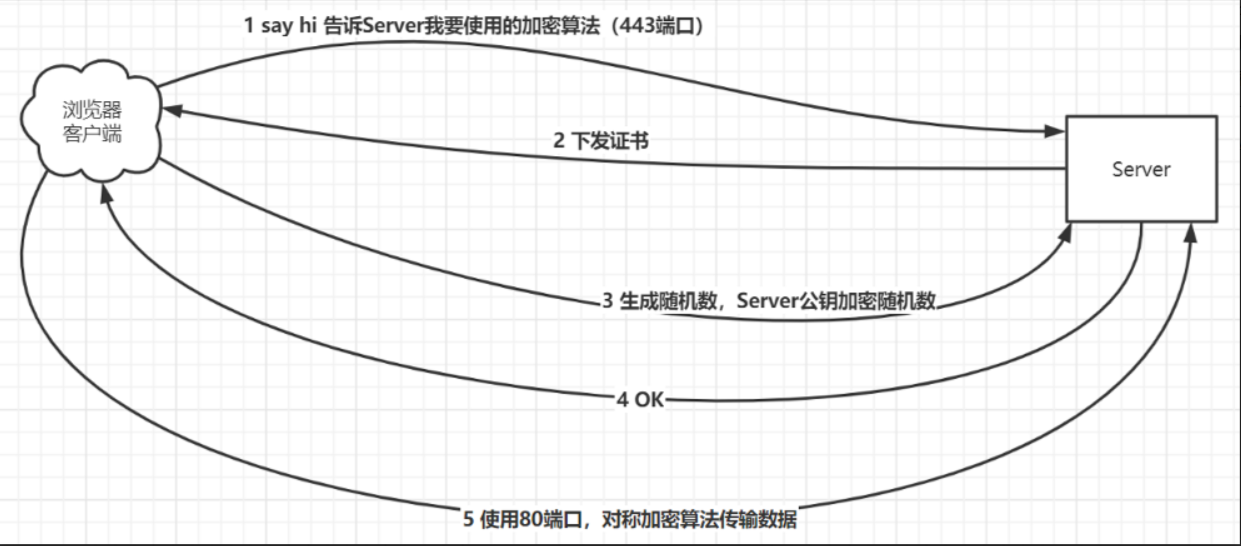 1 say hi 告诉Server我要使用的加密算法（443端口）
浏览器
客户端
2 下发证书
Server
3 生成随机数，Server公钥加密随机数
4 OK
5 使用80端口，对称加密算法传输数据